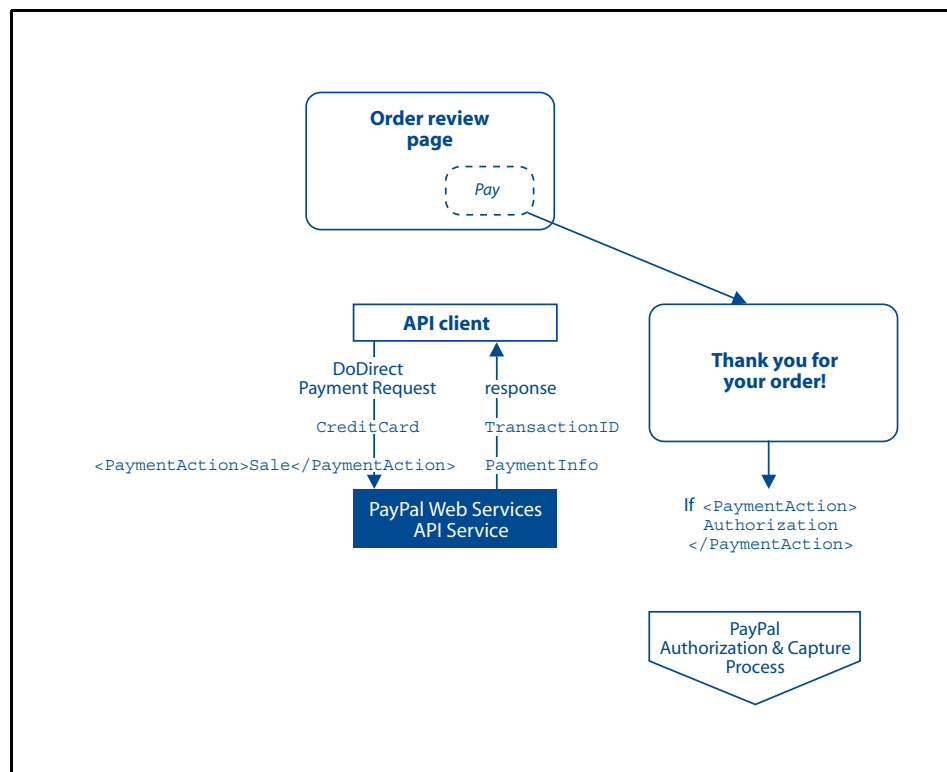 Order review
page
Pay
API client
DoDirect
Payment Request
response
CreditCard
TransactionID
<PaymentAction>Sale</PaymentAction>
PaymentInfo
PayPal Web Services
API Service
Thank you for
your order!
If <PaymentAction>
Authorization
</PaymentAction>
PayPal
Authorization & Capture
Process